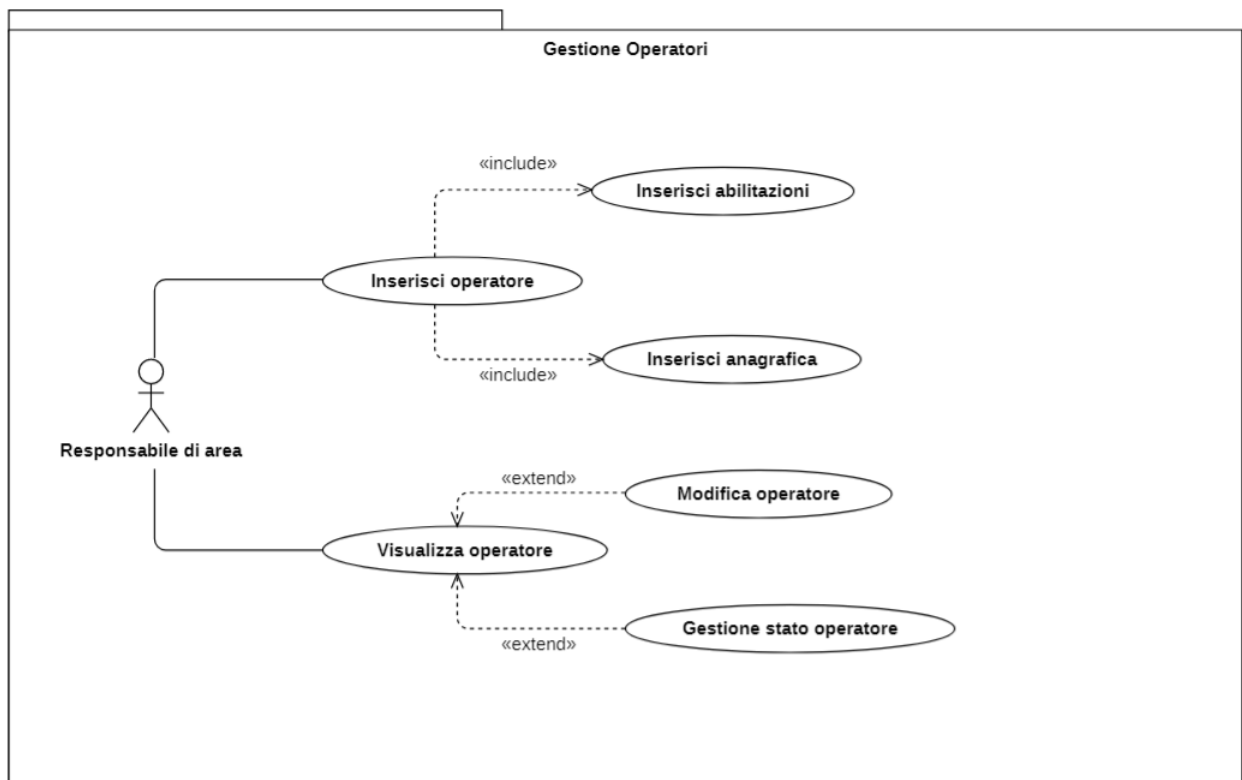 Gestione Operatori
«include»
Inserisci abilitazioni
Inserisci operatore
Inserisci anagrafica
«include»
Responsabile di area
«extend»
Modifica operatore
Visualizza operatore
Gestione stato operatore
«extend»